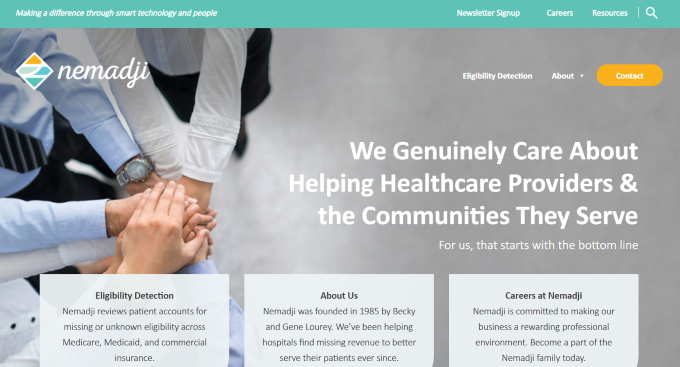 Making a difference through smart technology and people
Newsletter Signup
Careers
Resources
nemadji
Eligibility Detection
About
Contact
We Genuinely Care About
Helping Healthcare Providers &
the Communities They Serve
For us, that starts with the bottom line
Eligibility Detection
Nemadji reviews patient accounts for
missing or unknown eligibility across
Medicare, Medicaid, and commercial
insurance.
About Us
Nemadji was founded in 1985 by Becky
and Gene Lourey. We've been helping
hospitals find missing revenue to better
serve their patients ever since.
Careers at Nemadji
Nemadji is committed to making our
business a rewarding professional
environment. Become a part of the
Nemadji family today.